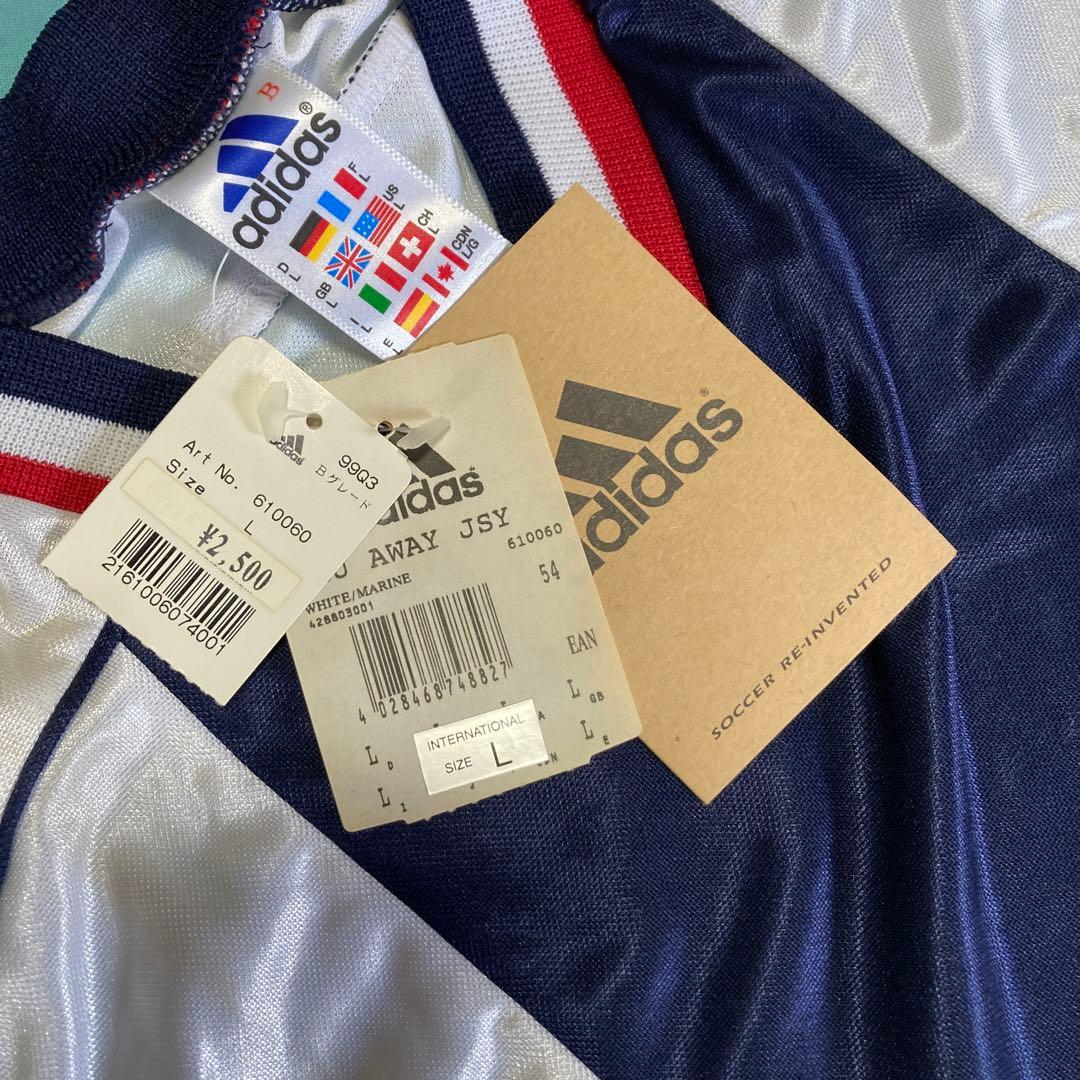 B
adidas®
F
US
L
CH
L
CDN
L/G
D
L
GB
L
I
L
E
L
99Q3
adidas
Bグレード
Art No. 610060
Size L
¥2,500
2161006074001
adidas
AWAY JSY
610060
WHITE/MARINE
54
428803001
EAN
4 028468 748827
L GB
L D
L E
L I
INTERNATIONAL
SIZE L
adidas®
SOCCER RE-INVENTED